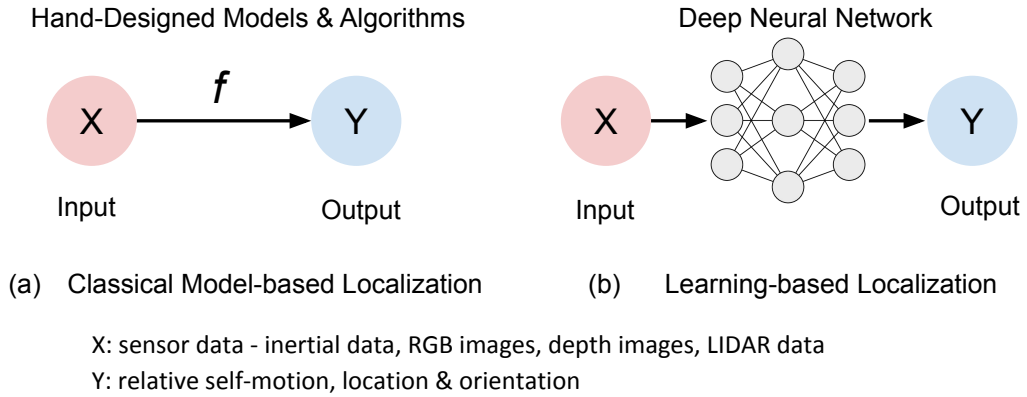 Hand-Designed Models & Algorithms
f
X
Y
Input
Output
(a) Classical Model-based Localization
Deep Neural Network
X
Y
Input
Output
(b) Learning-based Localization
X: sensor data - inertial data, RGB images, depth images, LIDAR data
Y: relative self-motion, location & orientation